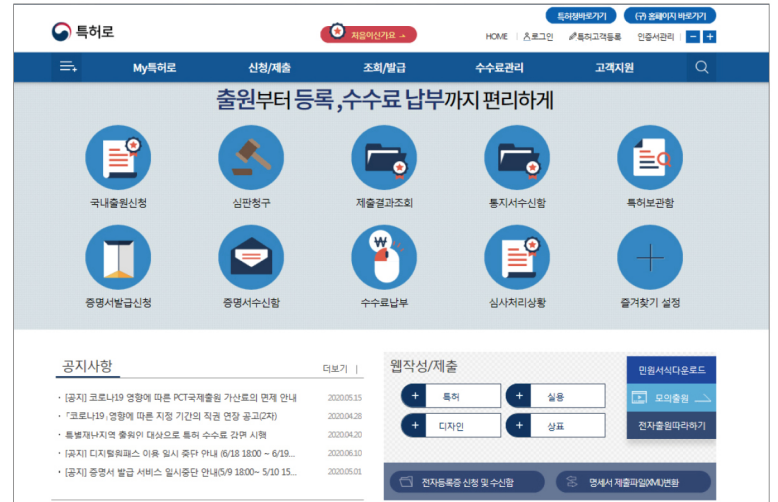 특허청바로가기 (구) 홈페이지 바로가기
특허로 처음이신가요 → HOME 로그인 특허고객등록 인증서관리 - +
My특허로 신청/제출 조회/발급 수수료관리 고객지원
출원부터 등록,수수료 납부까지 편리하게
국내출원신청 심판청구 제출결과조회 통지서수신함 특허보관함
증명서발급신청 증명서수신함 수수료납부 심사처리상황 즐겨찾기 설정
공지사항 더보기
· [공지] 코로나19 영향에 따른 PCT국제출원 가산료의 면제 안내 2020.05.15
· 「코로나19」영향에 따른 지정 기간의 직권 연장 공고(2차) 2020.04.28
· 특별재난지역 출원인 대상으로 특허 수수료 감면 시행 2020.04.20
· [공지] 디지털원패스 이용 일시 중단 안내 (6/18 18:00 ~ 6/19... 2020.06.10
· [공지] 증명서 발급 서비스 일시중단 안내(5/9 18:00~ 5/10 15... 2020.05.01
웹작성/제출
+ 특허 + 실용
+ 디자인 + 상표
민원서식다운로드
모의출원
전자출원따라하기
전자등록증 신청 및 수신함 명세서 제출파일(XML)변환